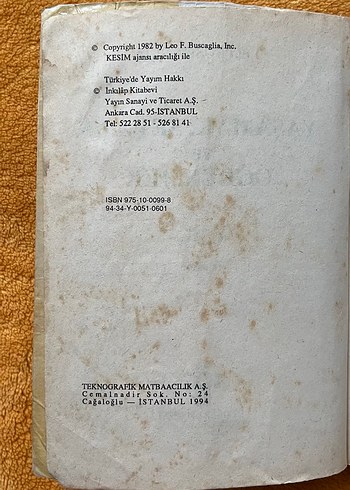 © Copyright 1982 by Leo F. Buscaglia, Inc.
KESİM ajansı aracılığı ile
Türkiye'de Yayım Hakkı
© İnkılâp Kitabevi
Yayın Sanayi ve Ticaret A.Ş.
Ankara Cad. 95-İSTANBUL
Tel: 522 28 51 - 526 81 41
ISBN 975-10-0099-8
94-34-Y-0051-0601
TEKNOGRAFİK MATBAACILIK A.Ş.
Cemalnadir Sok. No: 24
Cağaloğlu — İSTANBUL 1994